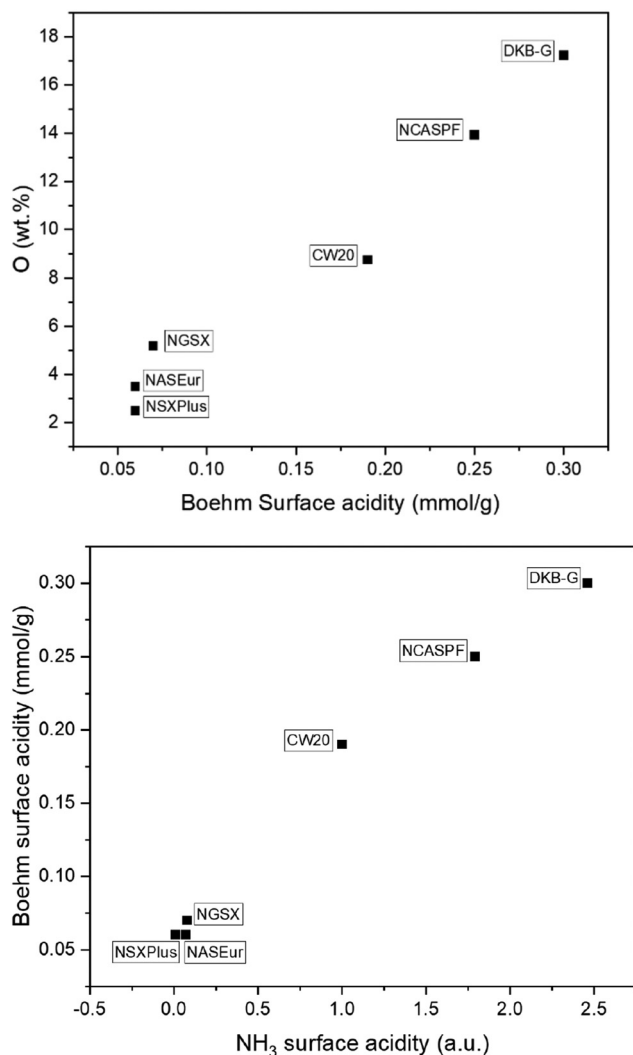 18
16
14
12
10
8
6
4
2
O (wt.%)
DKB-G
NCASPF
CW20
NGSX
NASEur
NSXPlus
0.05 0.10 0.15 0.20 0.25 0.30
Boehm Surface acidity (mmol/g)
0.30
0.25
0.20
0.15
0.10
0.05
Boehm surface acidity (mmol/g)
DKB-G
NCASPF
CW20
NGSX
NSXPlus NASEur
-0.5 0.0 0.5 1.0 1.5 2.0 2.5
NH₃ surface acidity (a.u.)